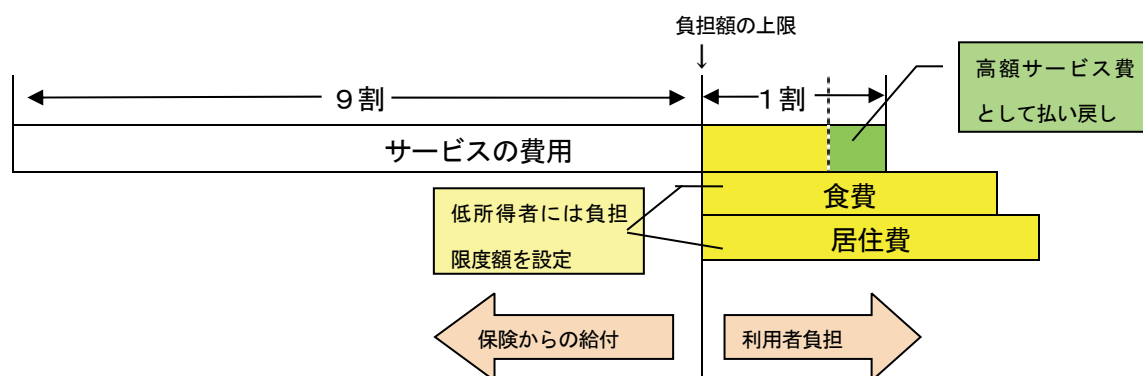 負担額の上限
↓
高額サービス費
として払い戻し
９割
１割
サービスの費用
食費
低所得者には負担
限度額を設定
居住費
保険からの給付
利用者負担